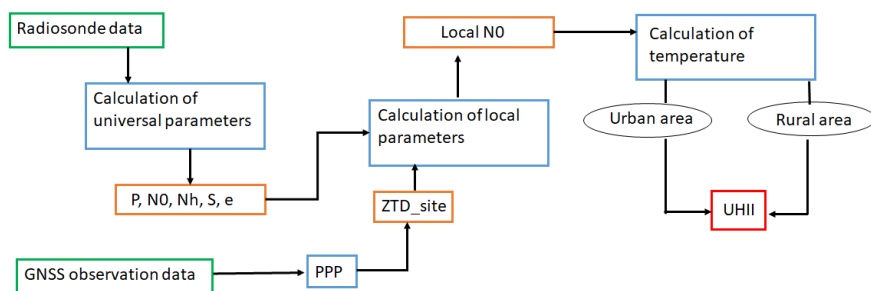 Radiosonde data
Calculation of
universal parameters
P, N0, Nh, S, e
GNSS observation data
PPP
ZTD_site
Calculation of local
parameters
Local N0
Calculation of
temperature
Urban area
Rural area
UHII